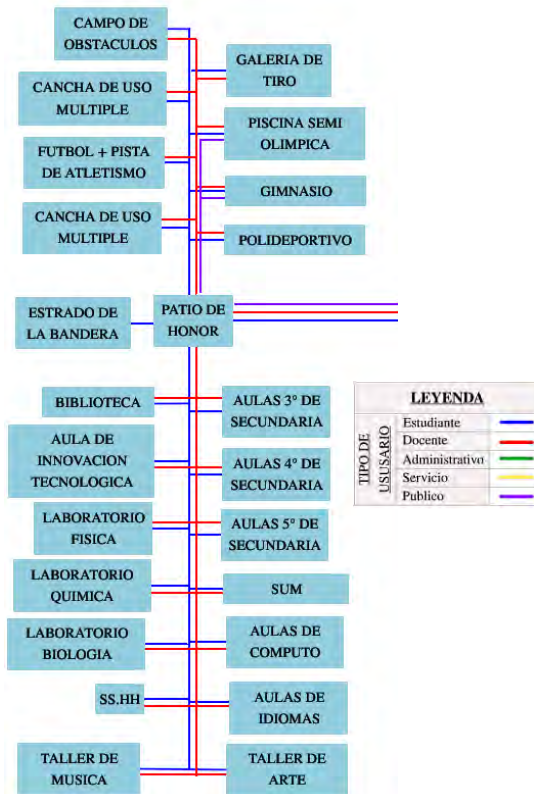 CAMPO DE
OBSTACULOS
GALERIA DE
TIRO
CANCHA DE USO
MULTIPLE
PISCINA SEMI
OLIMPICA
FUTBOL + PISTA
DE ATLETISMO
GIMNASIO
CANCHA DE USO
MULTIPLE
POLIDEPORTIVO
ESTRADO DE
LA BANDERA
PATIO DE
HONOR
BIBLIOTECA
AULAS 3° DE
SECUNDARIA
AULA DE
INNOVACION
TECNOLOGICA
AULAS 4° DE
SECUNDARIA
LABORATORIO
FISICA
AULAS 5° DE
SECUNDARIA
LABORATORIO
QUIMICA
SUM
LABORATORIO
BIOLOGIA
AULAS DE
COMPUTO
SS.HH
AULAS DE
IDIOMAS
TALLER DE
MUSICA
TALLER DE
ARTE
LEYENDA
TIPO DE
USUSARIO
Estudiante
Docente
Administrativo
Servicio
Publico